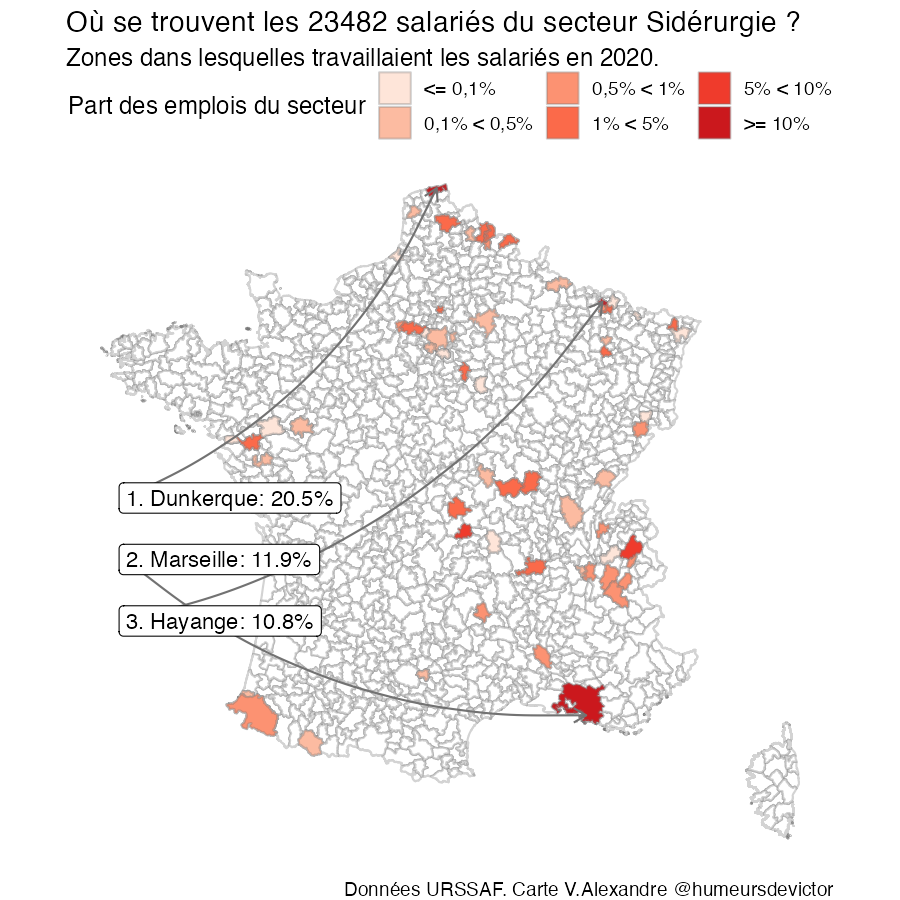 Où se trouvent les 23482 salariés du secteur Sidérurgie ?
Zones dans lesquelles travaillaient les salariés en 2020.
Part des emplois du secteur
<= 0,1%
0,1% < 0,5%
0,5% < 1%
1% < 5%
5% < 10%
>= 10%
1. Dunkerque: 20.5%
2. Marseille: 11.9%
3. Hayange: 10.8%
Données URSSAF. Carte V.Alexandre @humeursdevictor